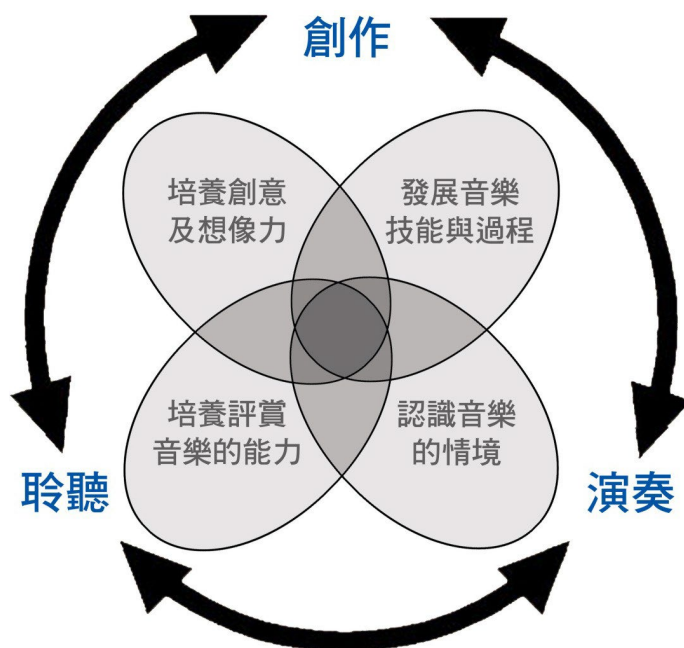 創作
培養創意
及想像力
發展音樂
技能與過程
培養評賞
音樂的能力
認識音樂
的情境
聆聽
演奏